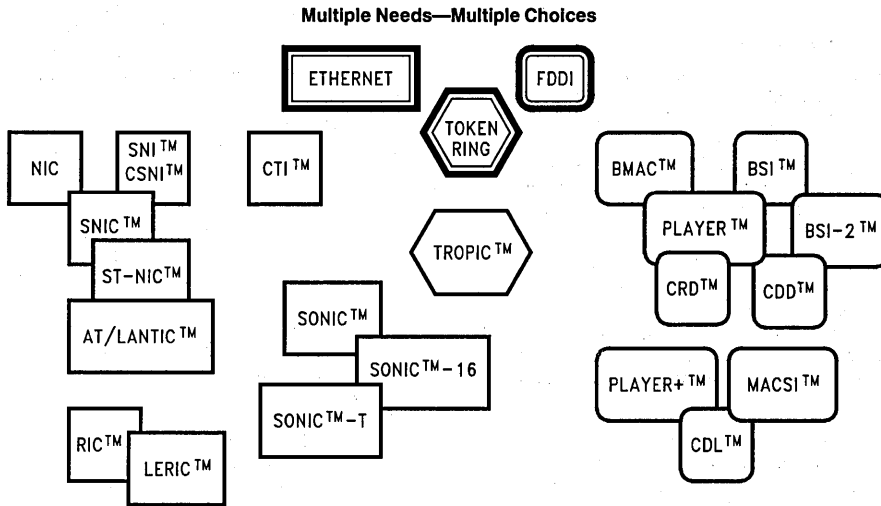 Multiple Needs—Multiple Choices
ETHERNET
FDDI
TOKEN
RING
NIC
SNI™
CSNI™
CTI™
BMAC™
BSI™
SNIC™
PLAYER™
BSI-2™
ST-NIC™
TROPIC™
CRD™
CDD™
AT/LANTIC™
SONIC™
SONIC™-16
PLAYER+™
MACSI™
SONIC™-T
RIC™
LERIC™
CDL™